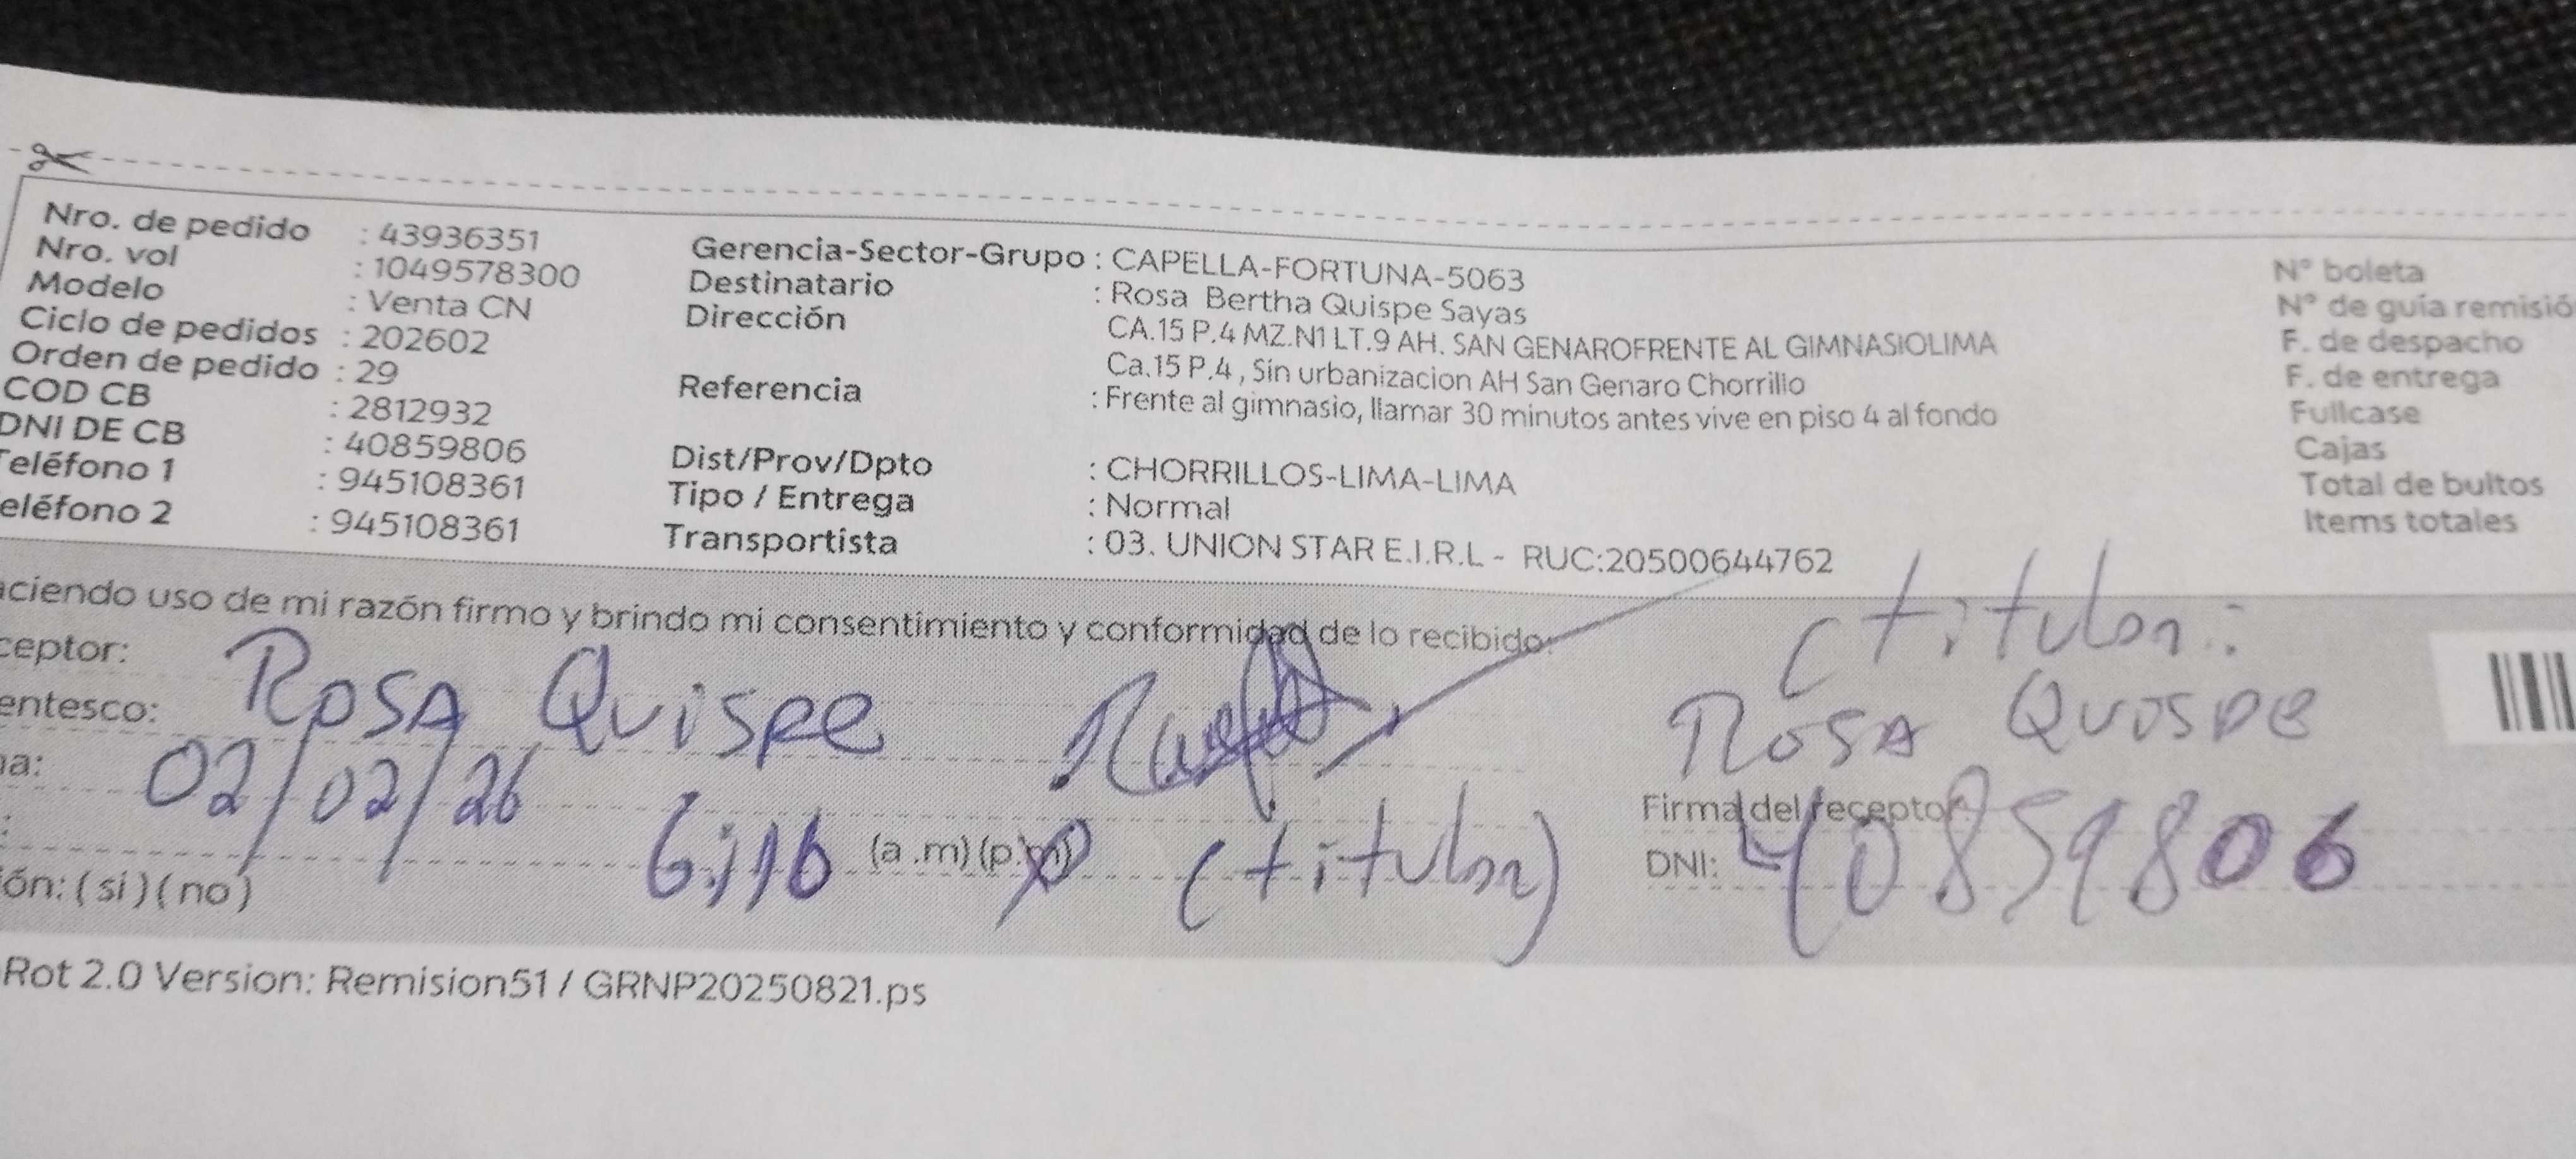 Nro. de pedido : 43936351
Nro. vol : 1049578300
Modelo : Venta CN
Ciclo de pedidos : 202602
Orden de pedido : 29
COD CB : 2812932
DNI DE CB : 40859806
Teléfono 1 : 945108361
eléfono 2 : 945108361
Gerencia-Sector-Grupo : CAPELLA-FORTUNA-5063
Destinatario : Rosa Bertha Quispe Sayas
Dirección CA.15 P.4 MZ.N1 LT.9 AH. SAN GENAROFRENTE AL GIMNASIOLIMA
Ca.15 P.4 , Sin urbanizacion AH San Genaro Chorrillo
Referencia : Frente al gimnasio, llamar 30 minutos antes vive en piso 4 al fondo
Dist/Prov/Dpto : CHORRILLOS-LIMA-LIMA
Tipo / Entrega : Normal
Transportista : 03. UNION STAR E.I.R.L - RUC:20500644762
N° boleta
N° de guía remisió
F. de despacho
F. de entrega
Fullcase
Cajas
Total de bultos
Items totales
aciendo uso de mi razón firmo y brindo mi consentimiento y conformidad de lo recibido:
ceptor: Rosa Quispe
entesco:
na: 02/02/26
: (a .m) (p.m)
(titular)
ión: ( si ) ( no )
(titular:
Rosa Quispe
Firma del receptor:
DNI: 40859806
Rot 2.0 Version: Remision51 / GRNP20250821.ps